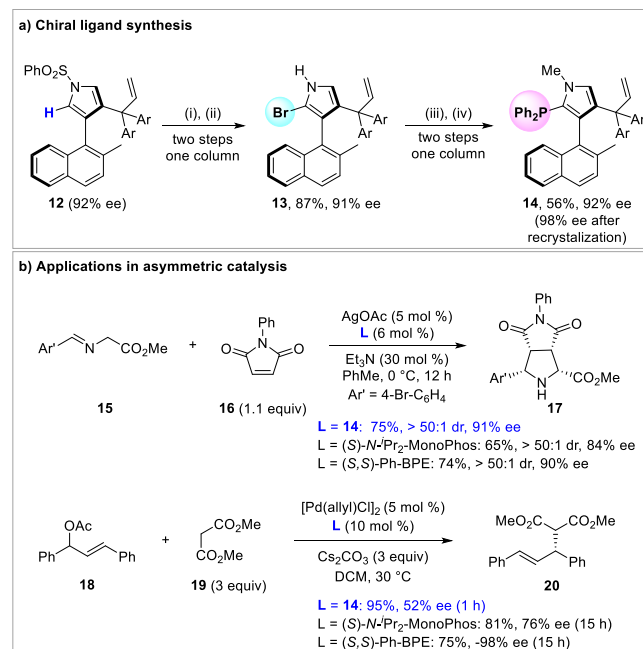 a) Chiral ligand synthesis
PhO2S
N
H
Ar
Ar
12 (92% ee)
(i), (ii)
two steps
one column
H
N
Br
Ar
Ar
13, 87%, 91% ee
(iii), (iv)
two steps
one column
Me
N
Ph2P
Ar
Ar
14, 56%, 92% ee
(98% ee after
recrystalization)
b) Applications in asymmetric catalysis
Ar'
N
CO2Me
15
+
Ph
N
O
O
16 (1.1 equiv)
AgOAc (5 mol %)
L (6 mol %)
Et3N (30 mol %)
PhMe, 0 °C, 12 h
Ar' = 4-Br-C6H4
Ph
N
O
O
Ar'
N
H
CO2Me
17
L = 14: 75%, > 50:1 dr, 91% ee
L = (S)-N-iPr2-MonoPhos: 65%, > 50:1 dr, 84% ee
L = (S,S)-Ph-BPE: 74%, > 50:1 dr, 90% ee
OAc
Ph
Ph
18
+
CO2Me
CO2Me
19 (3 equiv)
[Pd(allyl)Cl]2 (5 mol %)
L (10 mol %)
Cs2CO3 (3 equiv)
DCM, 30 °C
MeO2C
CO2Me
Ph
Ph
20
L = 14: 95%, 52% ee (1 h)
L = (S)-N-iPr2-MonoPhos: 81%, 76% ee (15 h)
L = (S,S)-Ph-BPE: 75%, -98% ee (15 h)